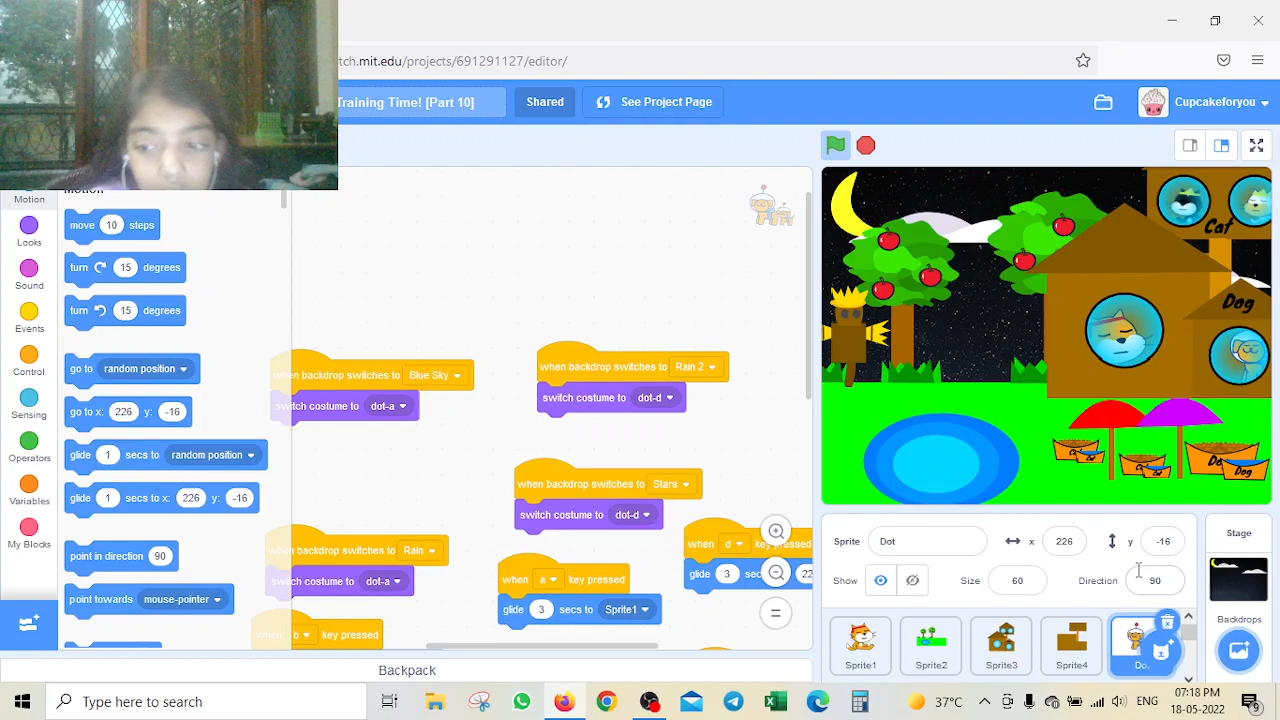 tch.mit.edu/projects/691291127/editor/
Training Time! [Part 10]
Shared
See Project Page
Cupcakeforyou
Motion
Motion
Looks
Sound
Events
Control
Sensing
Operators
Variables
My Blocks
move 10 steps
turn 15 degrees
turn 15 degrees
go to random position
go to x: 226 y: -16
glide 1 secs to random position
glide 1 secs to x: 226 y: -16
point in direction 90
point towards mouse-pointer
when backdrop switches to Blue Sky
switch costume to dot-a
when backdrop switches to Rain 2
switch costume to dot-d
when backdrop switches to Stars
switch costume to dot-d
when backdrop switches to Rain
switch costume to dot-a
when d key pressed
glide 3 sec
when a key pressed
glide 3 secs to Sprite1
when b key pressed
Backpack
Cat
Dog
Dog
Sprite Dot x 226 y -16
Show Size 60 Direction 90
Sprite1
Sprite2
Sprite3
Sprite4
Do
Stage
Backdrops
Type here to search
37°C
ENG
07:18 PM
18-05-2022
9